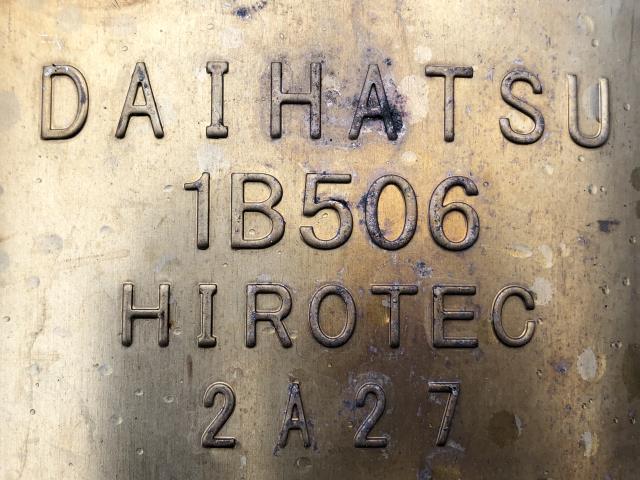 DAIHATSU
1B506
HIROTEC
2A27